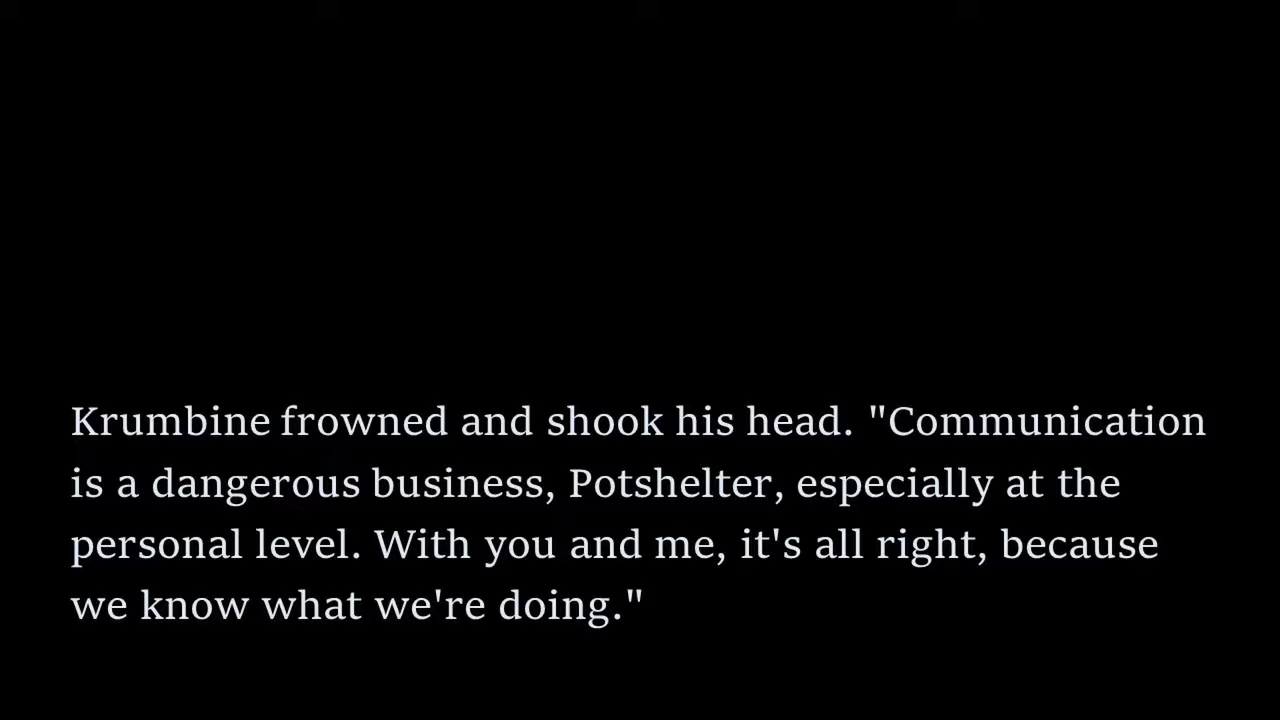 Krumbine frowned and shook his head. "Communication
is a dangerous business, Potshelter, especially at the
personal level. With you and me, it's all right, because
we know what we're doing."